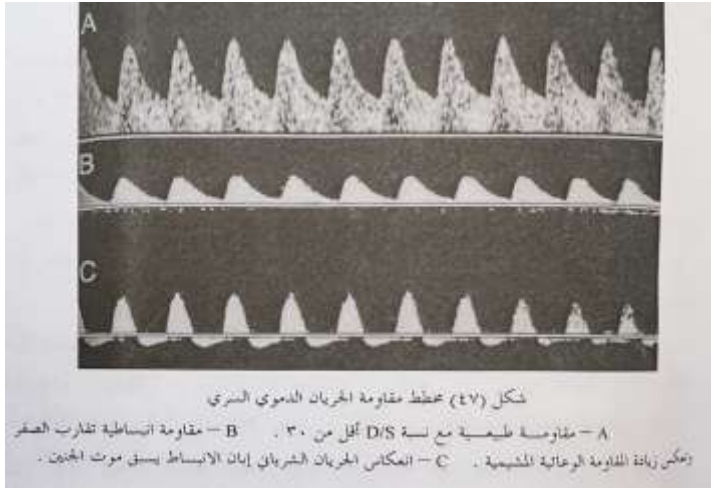 A
B
C
شكل (٤٧) مخطط مقاومة الجريان الدموي السري
A – مقاومة طبيعية مع نسبة D/S أقل من ٣٠ . B – مقاومة انبساطية تقارب الصفر
تعكس زيادة المقاومة الوعائية المشيمية . C – انعكاس الجريان الشرياني إبان الانبساط يسبق موت الجنين .